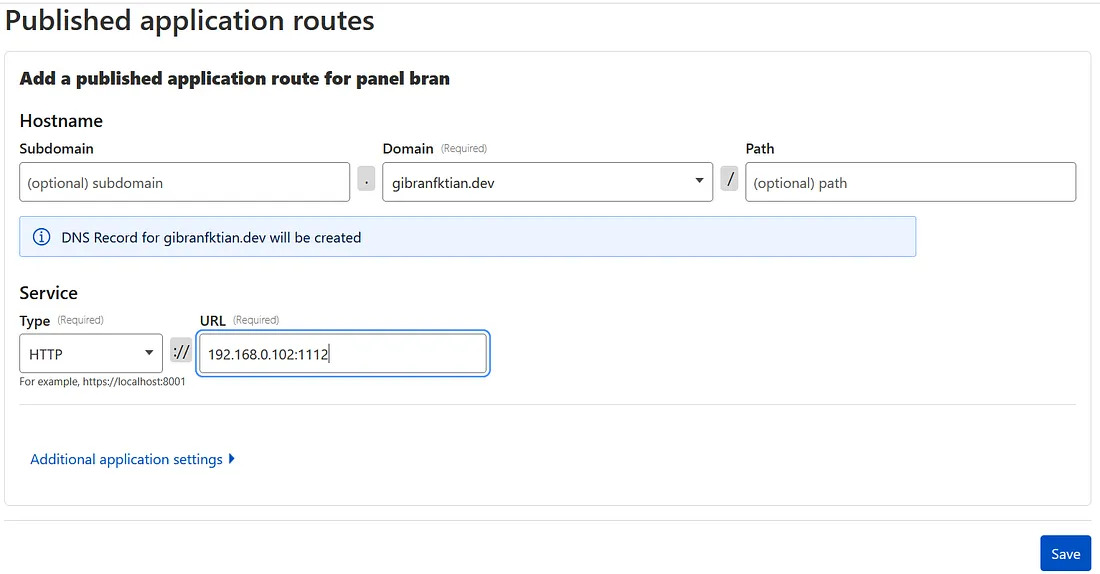 Published application routes
Add a published application route for panel bran
Hostname
Subdomain Domain (Required) Path
(optional) subdomain . gibranfktian.dev / (optional) path
DNS Record for gibranfktian.dev will be created
Service
Type (Required) URL (Required)
HTTP :// 192.168.0.102:1112
For example, https://localhost:8001
Additional application settings
Save